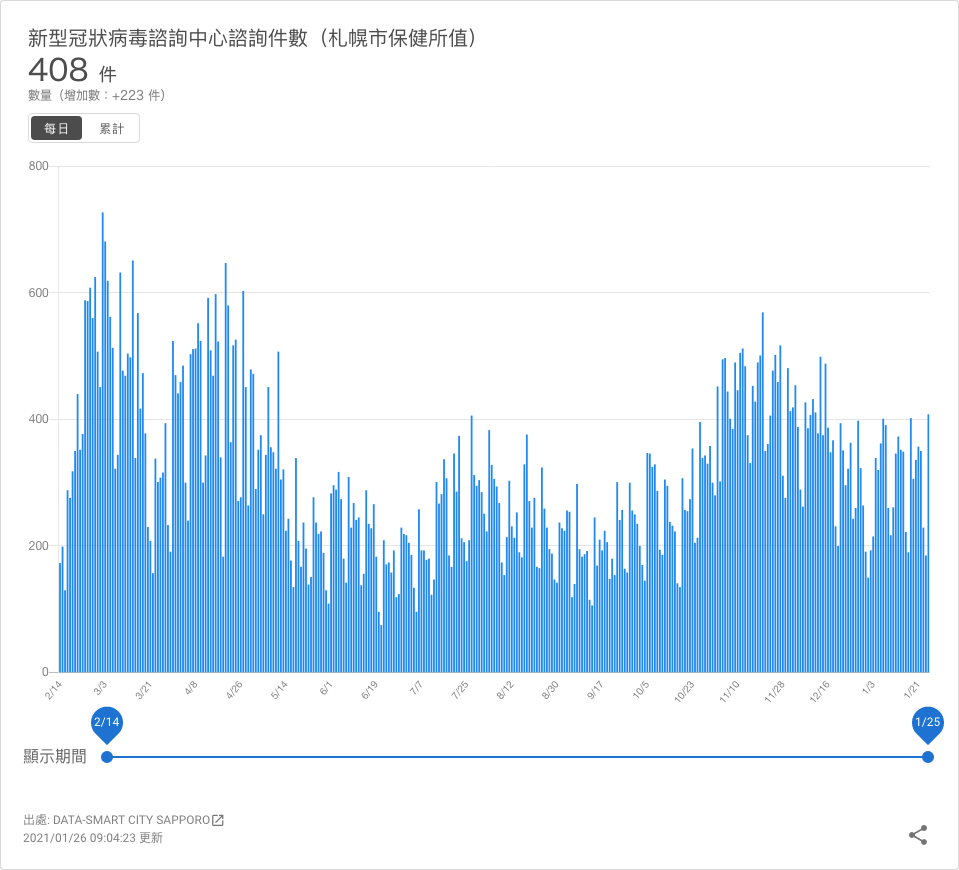 新型冠狀病毒諮詢中心諮詢件數（札幌市保健所值）
408 件
數量（增加數：+223 件）
每日 累計
800
600
400
200
0
2/14 3/3 3/21 4/8 4/26 5/14 6/1 6/19 7/7 7/25 8/12 8/30 9/17 10/5 10/23 11/10 11/28 12/16 1/3 1/21
2/14 1/25
顯示期間
出處: DATA-SMART CITY SAPPORO
2021/01/26 09:04:23 更新